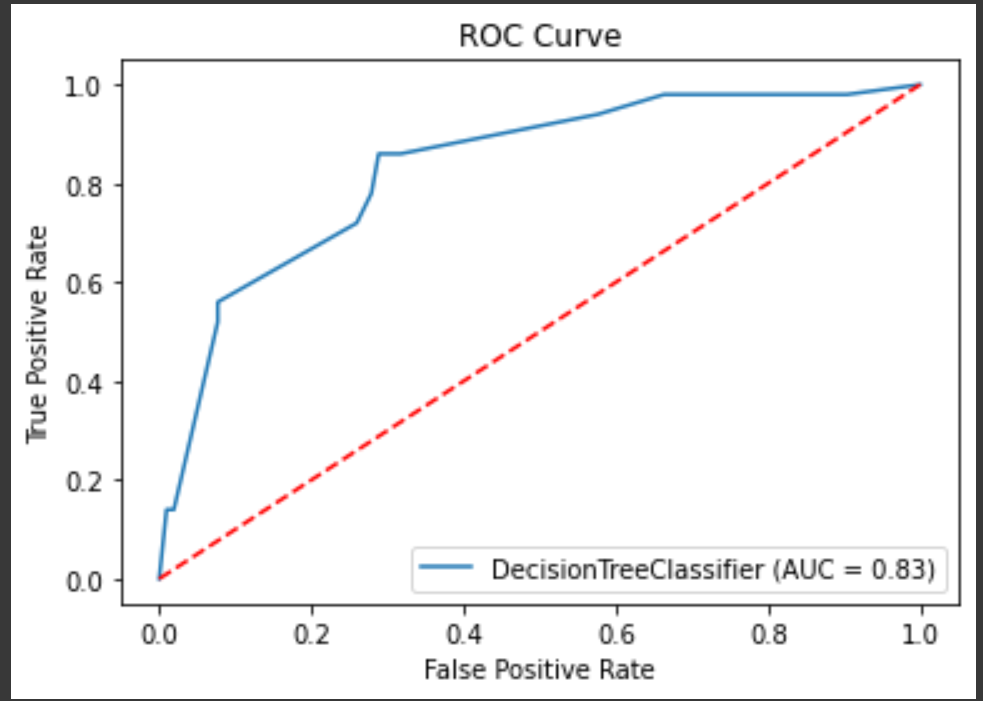 ROC Curve
True Positive Rate
1.0
0.8
0.6
0.4
0.2
0.0
DecisionTreeClassifier (AUC = 0.83)
0.0 0.2 0.4 0.6 0.8 1.0
False Positive Rate